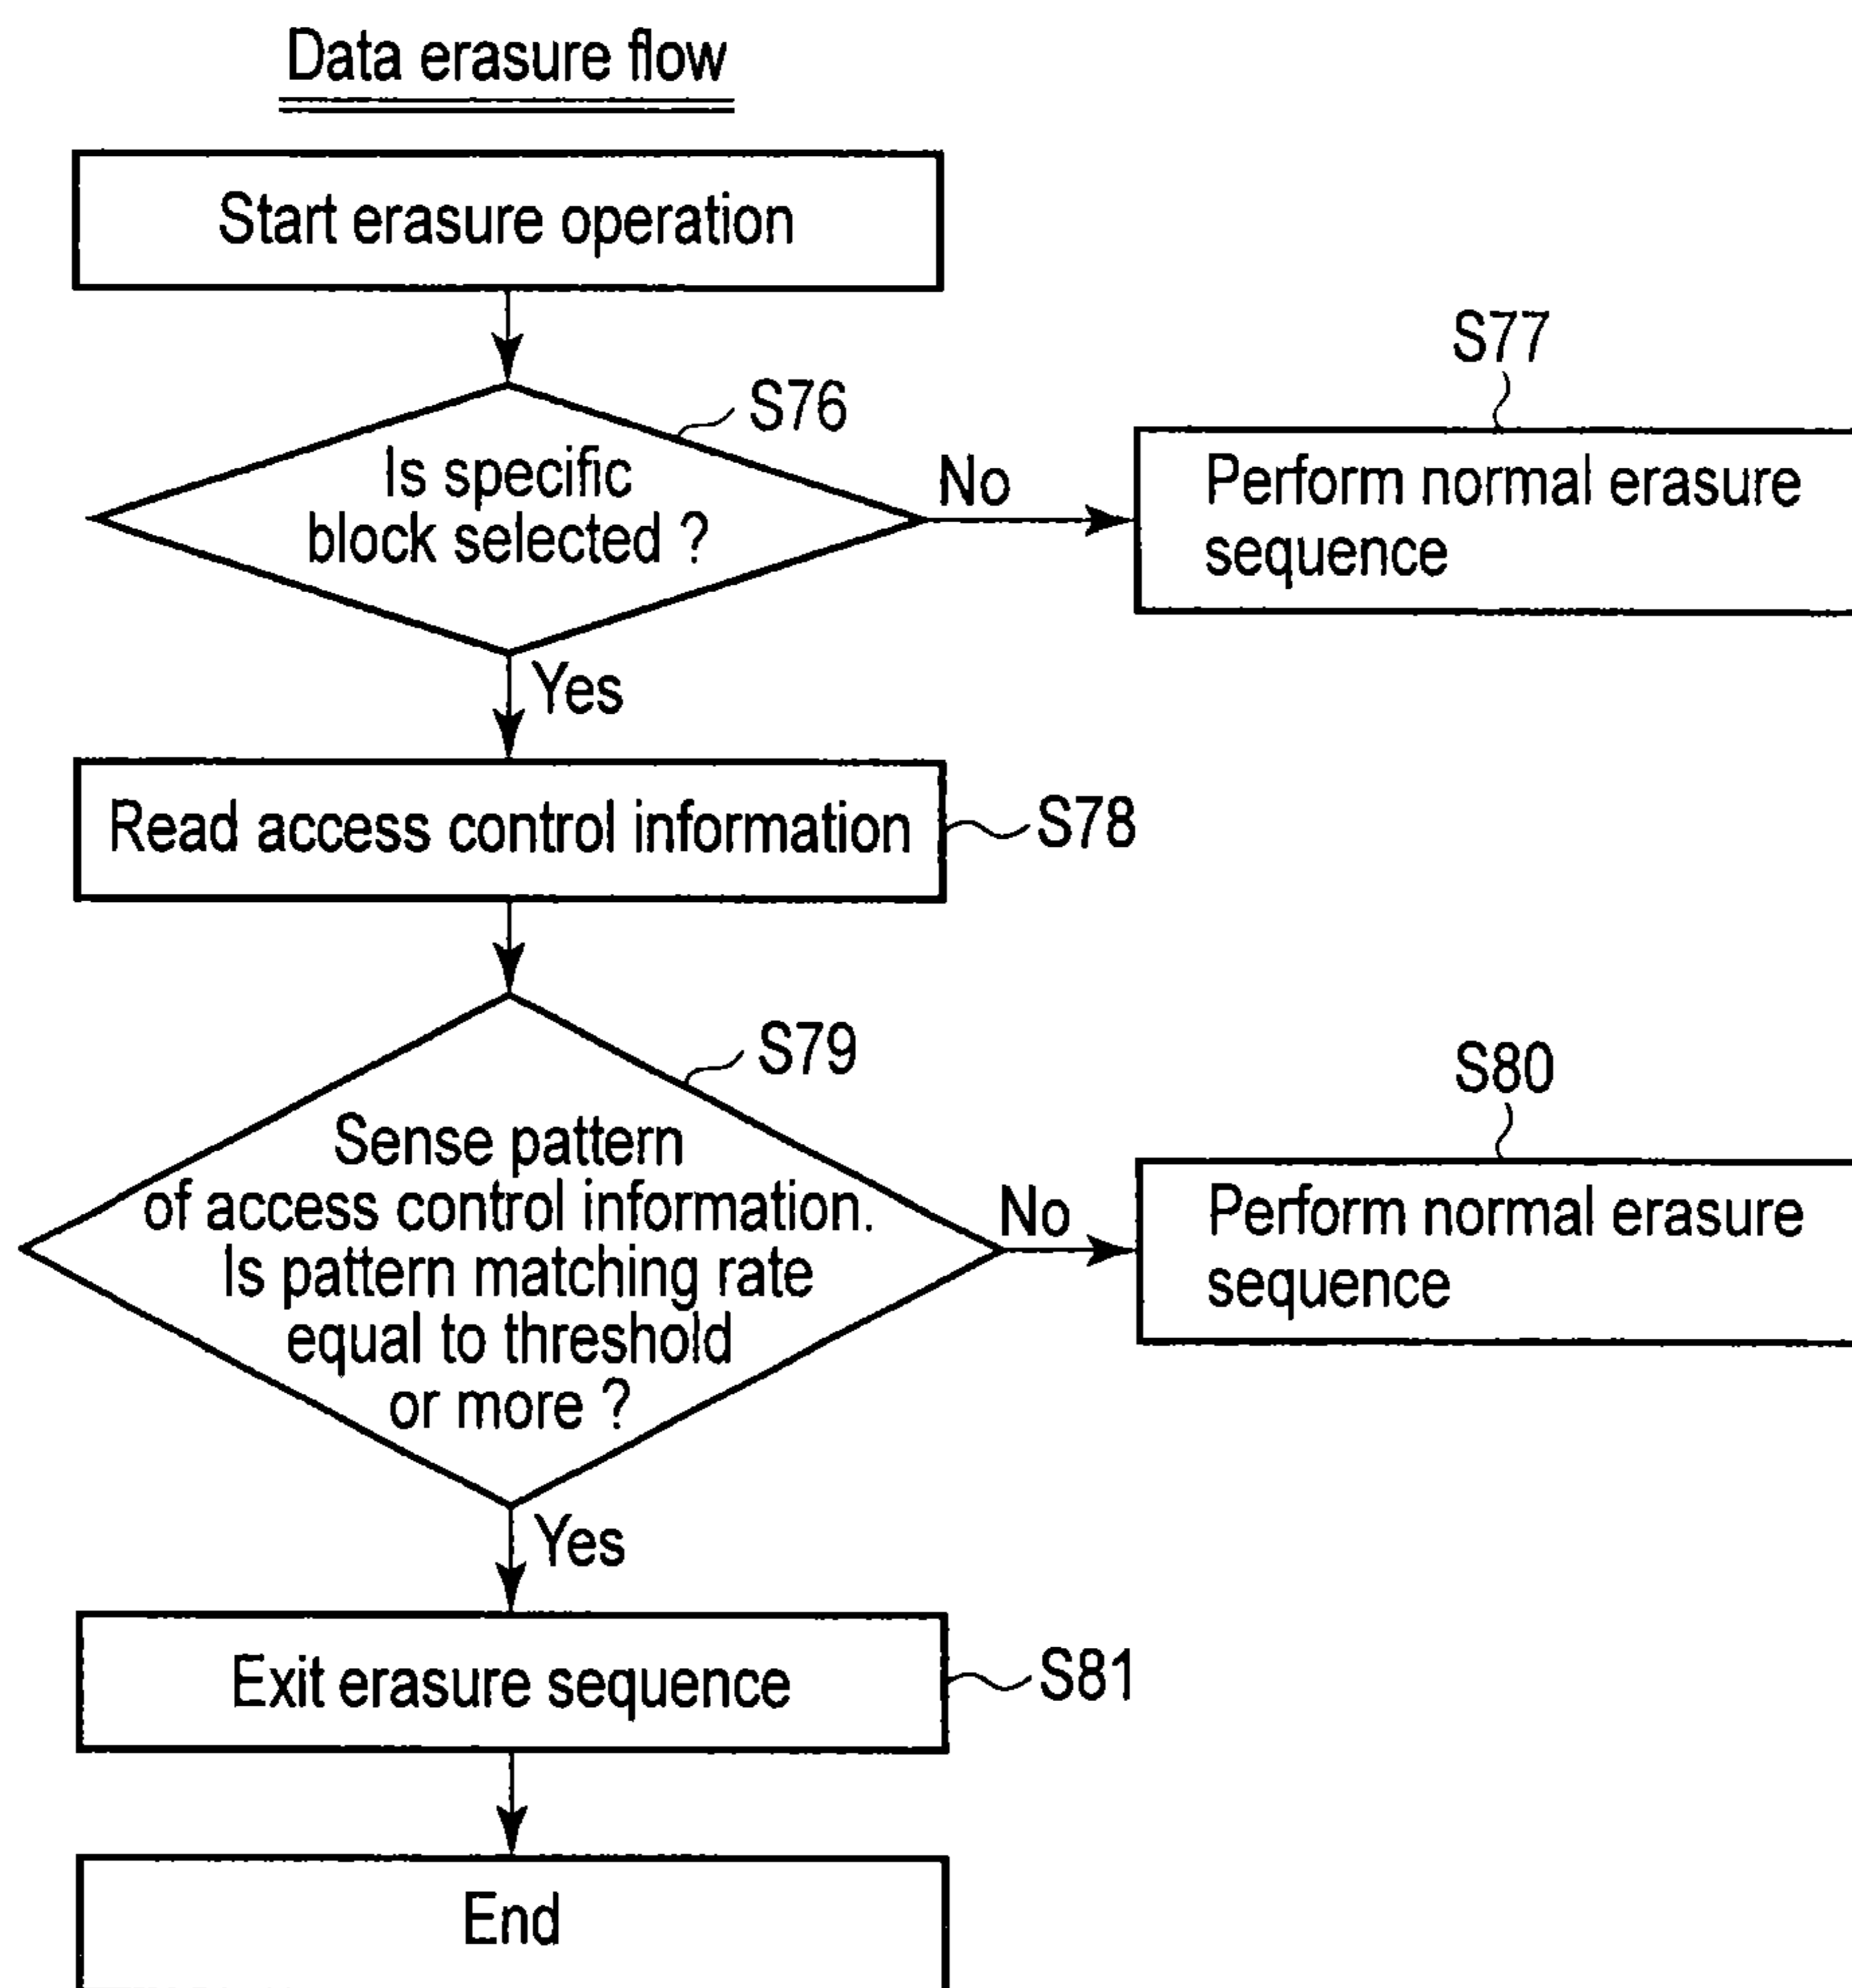 Data erasure flow
Start erasure operation
S76
Is specific
block selected ?
No
S77
Perform normal erasure
sequence
Yes
Read access control information
S78
S79
Sense pattern
of access control information.
Is pattern matching rate
equal to threshold
or more ?
No
S80
Perform normal erasure
sequence
Yes
Exit erasure sequence
S81
End